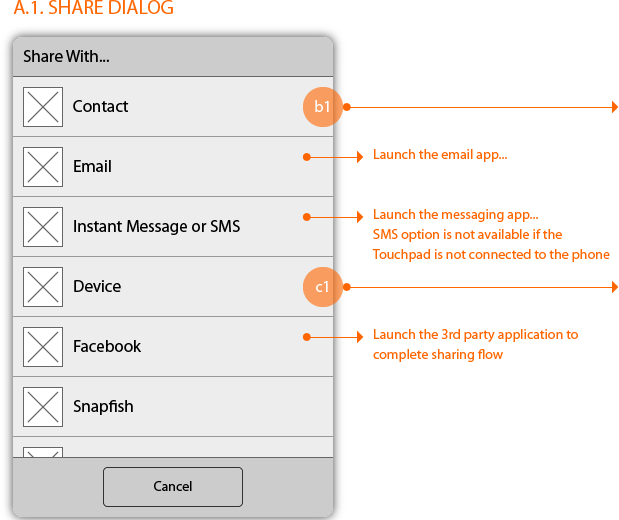 A.1. SHARE DIALOG
Share With...
Contact
b1
Email
Launch the email app...
Instant Message or SMS
Launch the messaging app...
SMS option is not available if the
Touchpad is not connected to the phone
Device
c1
Facebook
Launch the 3rd party application to
complete sharing flow
Snapfish
Cancel